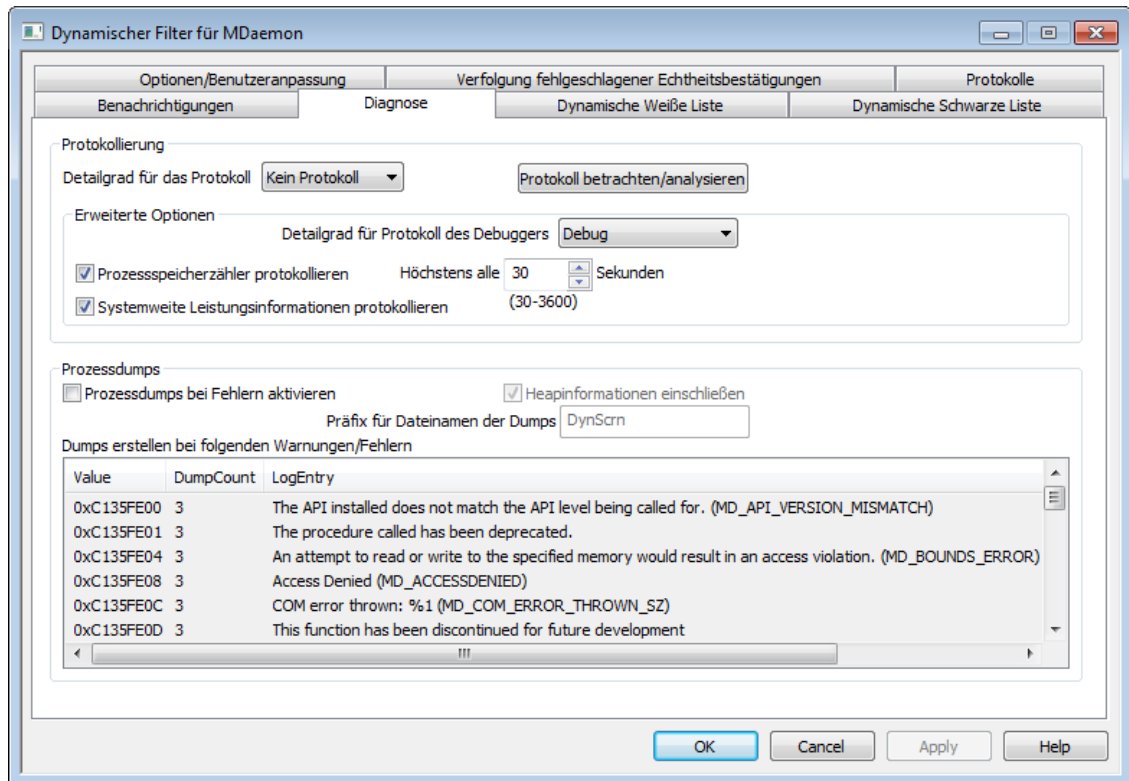 Dynamischer Filter für MDaemon
Optionen/Benutzeranpassung
Verfolgung fehlgeschlagener Echtheitsbestätigungen
Protokolle
Benachrichtigungen
Diagnose
Dynamische Weiße Liste
Dynamische Schwarze Liste
Protokollierung
Detailgrad für das Protokoll Kein Protokoll
Protokoll betrachten/analysieren
Erweiterte Optionen
Detailgrad für Protokoll des Debuggers Debug
Prozessspeicherzähler protokollieren
Höchstens alle 30 Sekunden
Systemweite Leistungsinformationen protokollieren
(30-3600)
Prozessdumps
Prozessdumps bei Fehlern aktivieren
Heapinformationen einschließen
Präfix für Dateinamen der Dumps DynScrn
Dumps erstellen bei folgenden Warnungen/Fehlern
Value DumpCount LogEntry
0xC135FE00 3 The API installed does not match the API level being called for. (MD_API_VERSION_MISMATCH)
0xC135FE01 3 The procedure called has been deprecated.
0xC135FE04 3 An attempt to read or write to the specified memory would result in an access violation. (MD_BOUNDS_ERROR)
0xC135FE08 3 Access Denied (MD_ACCESSDENIED)
0xC135FE0C 3 COM error thrown: %1 (MD_COM_ERROR_THROWN_SZ)
0xC135FE0D 3 This function has been discontinued for future development
OK
Cancel
Apply
Help